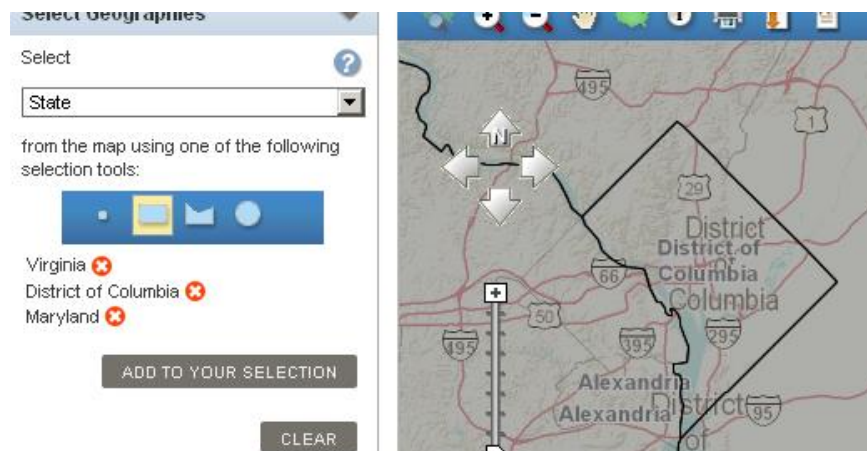 Select Geographies
Select
?
State
from the map using one of the following
selection tools:
Virginia
District of Columbia
Maryland
ADD TO YOUR SELECTION
CLEAR
495
1
N
29
District
of
Columbia
District of
Columbia
66
50
495
395
295
Alexandria
Alexandria
District
of
95